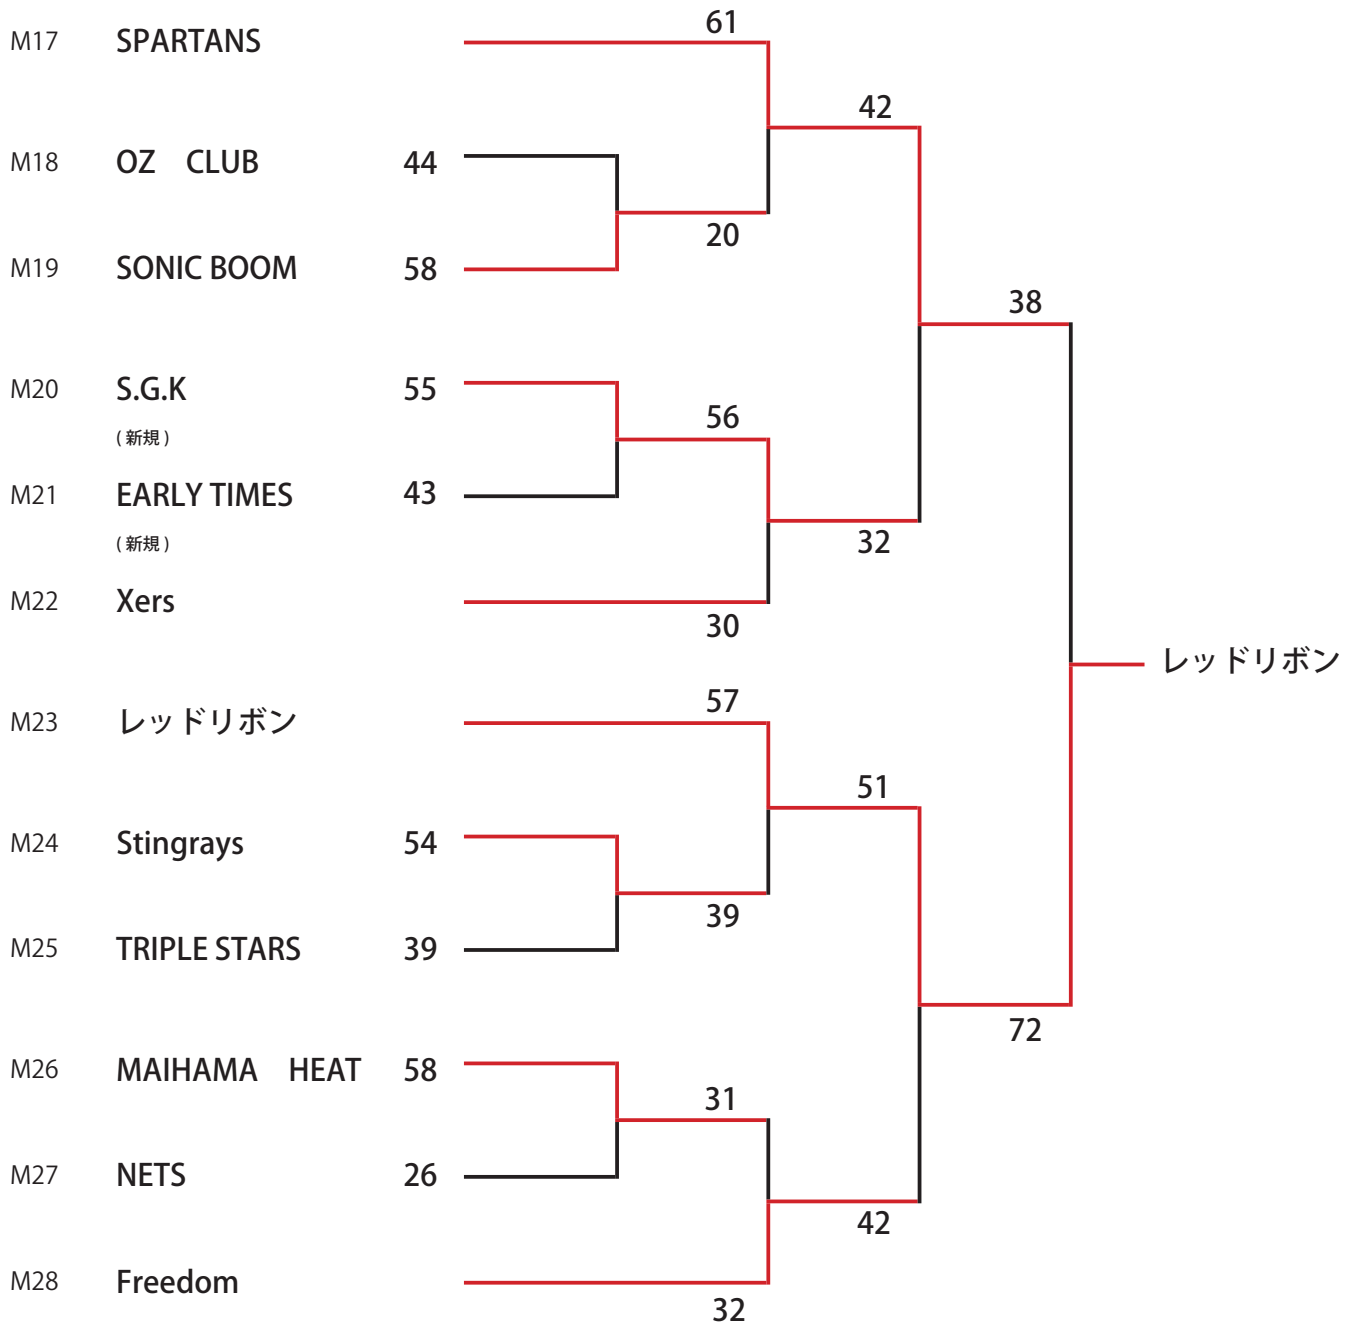 61
M17 SPARTANS
42
M18 OZ CLUB 44
20
M19 SONIC BOOM 58
38
M20 S.G.K 55
56
(新規)
M21 EARLY TIMES 43
(新規)
32
M22 Xers
30
レッドリボン
57
M23 レッドリボン
51
M24 Stingrays 54
39
M25 TRIPLE STARS 39
72
M26 MAIHAMA HEAT 58
31
M27 NETS 26
42
M28 Freedom
32